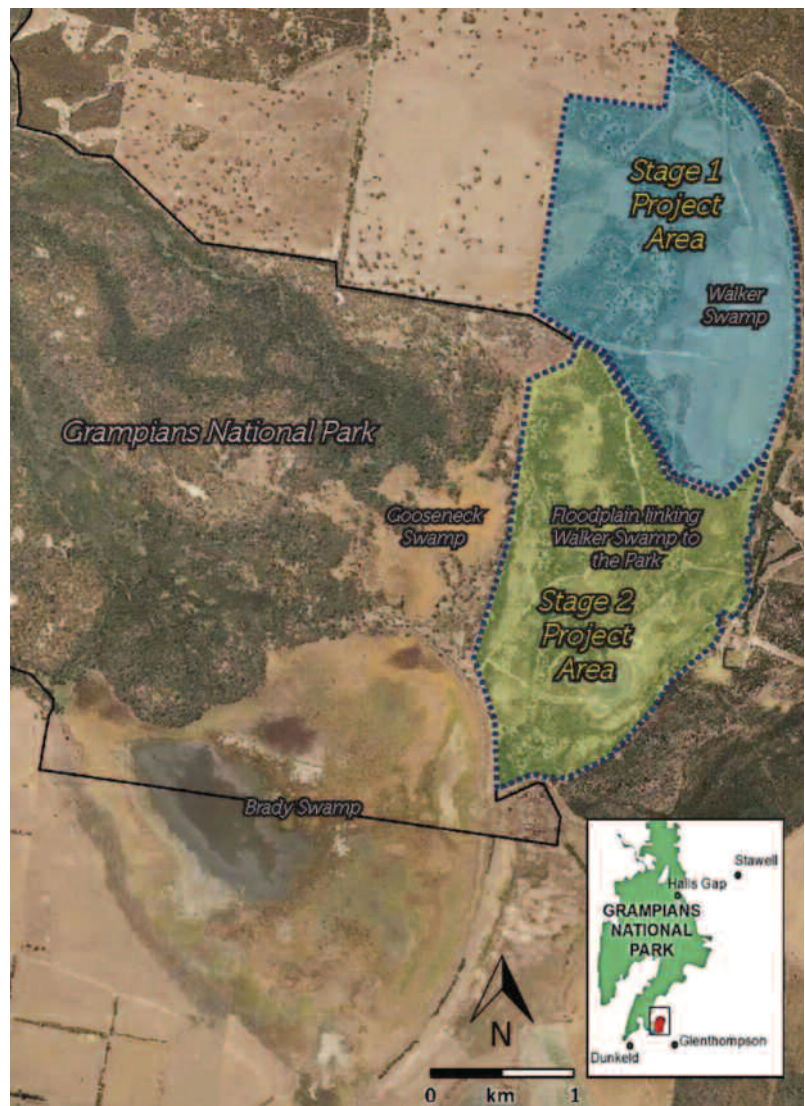 Stage 1
Project
Area
Walker
Swamp
Grampians National Park
Gooseneck
Swamp
Floodplain linking
Walker Swamp to
the Park
Stage 2
Project
Area
Brady Swamp
Stawell
Halls Gap
GRAMPIANS
NATIONAL
PARK
Glenthompson
Dunkeld
N
0 km 1